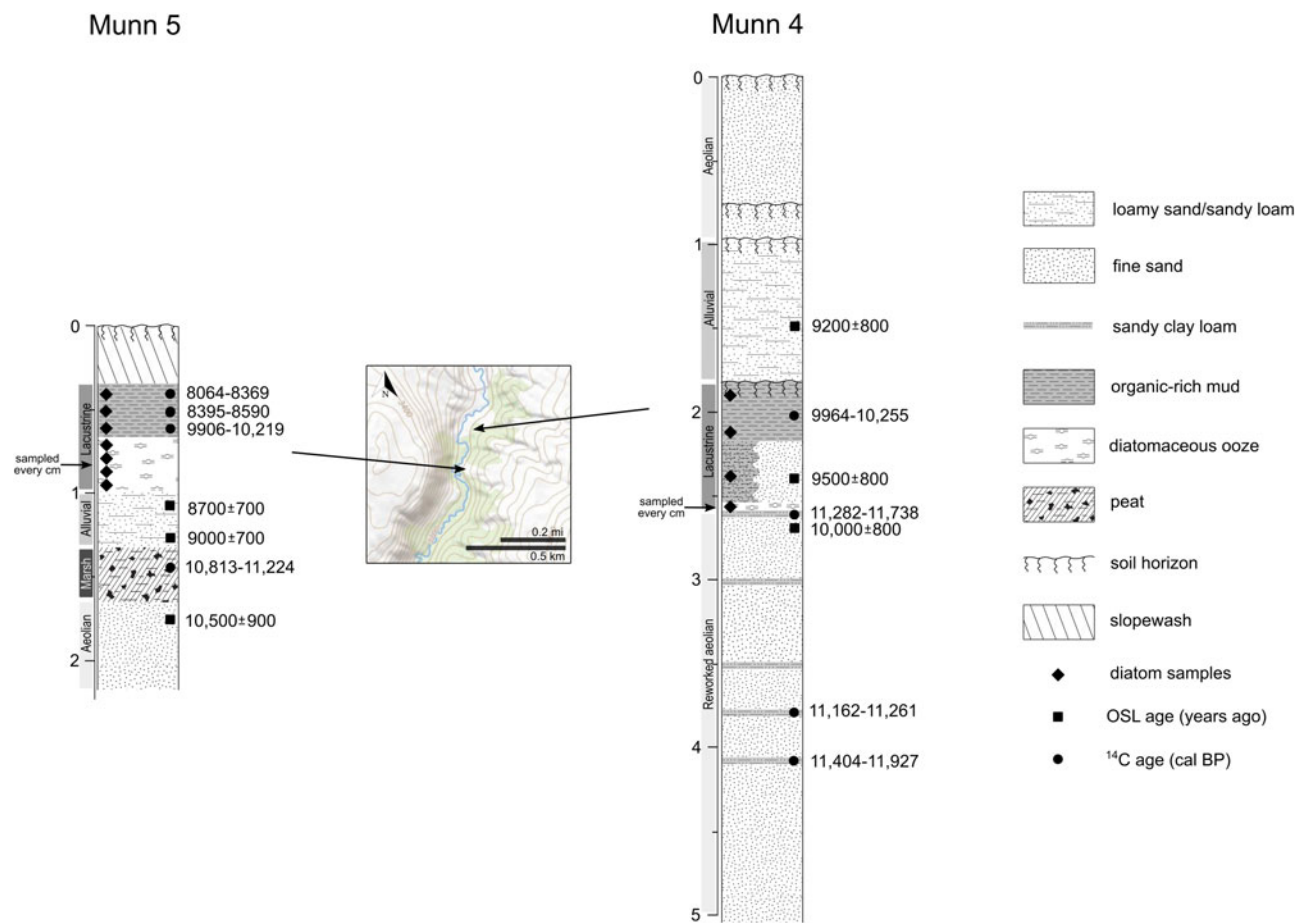 Munn 5
0
1
2
Lacustrine
Alluvial
Marsh
Aeolian
sampled
every cm
8064-8369
8395-8590
9906-10,219
8700±700
9000±700
10,813-11,224
10,500±900
N
0.2 mi
0.5 km
Munn 4
0
1
2
3
4
5
Aeolian
Alluvial
Lacustrine
Reworked aeolian
sampled
every cm
9200±800
9964-10,255
9500±800
11,282-11,738
10,000±800
11,162-11,261
11,404-11,927
loamy sand/sandy loam
fine sand
sandy clay loam
organic-rich mud
diatomaceous ooze
peat
soil horizon
slopewash
diatom samples
OSL age (years ago)
14C age (cal BP)